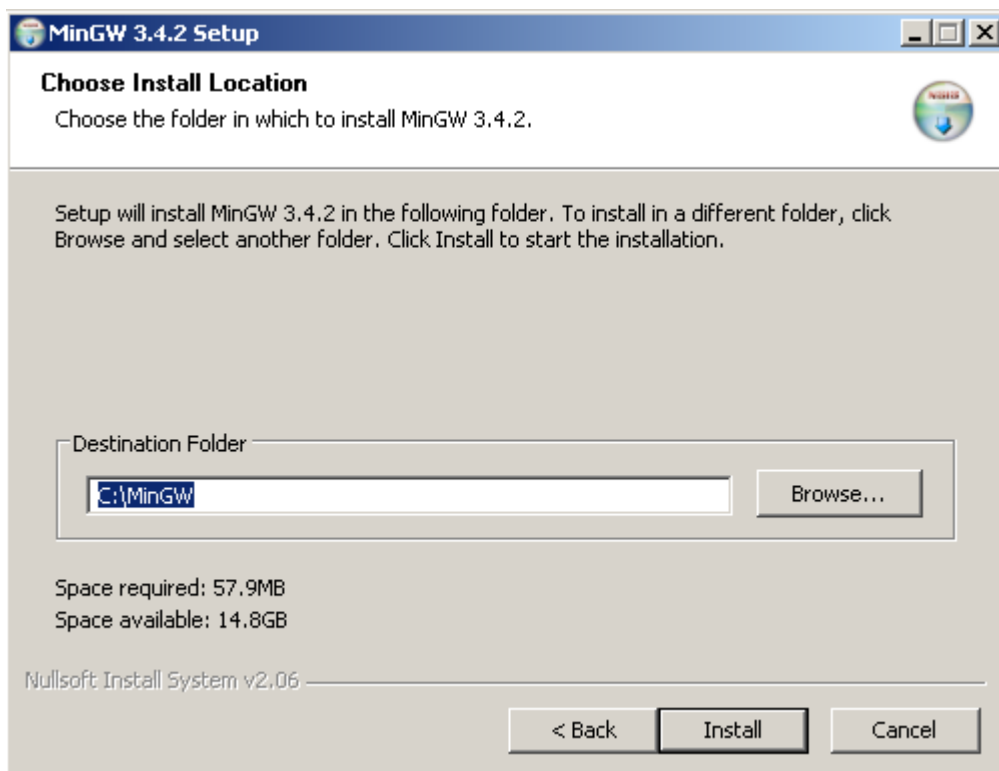 MinGW 3.4.2 Setup
Choose Install Location
Choose the folder in which to install MinGW 3.4.2.
Setup will install MinGW 3.4.2 in the following folder. To install in a different folder, click
Browse and select another folder. Click Install to start the installation.
Destination Folder
C:\MinGW
Browse...
Space required: 57.9MB
Space available: 14.8GB
Nullsoft Install System v2.06
< Back
Install
Cancel